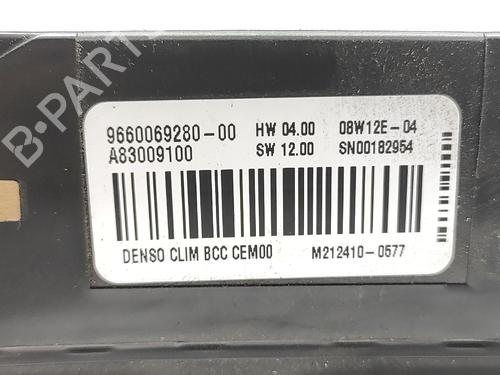 B-PARTS
9660069280-00 HW 04.00 08W12E-04
A83009100 SW 12.00 SN00182954
DENSO CLIM BCC CEM00 M212410-0577